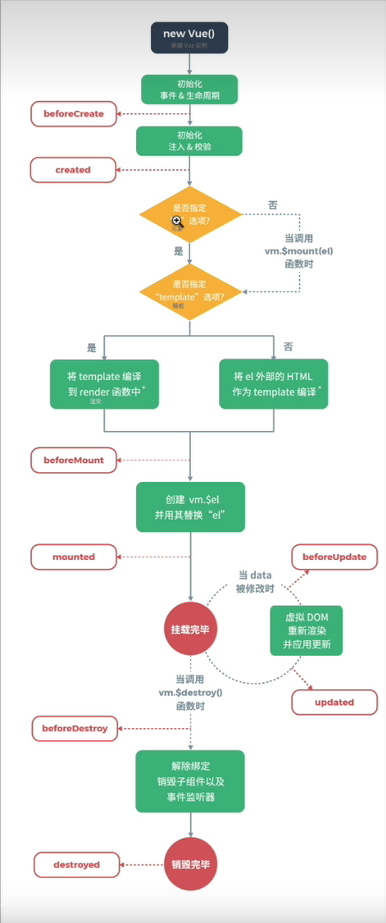 new Vue()
新建 Vue 实例
初始化
事件 & 生命周期
beforeCreate
初始化
注入 & 校验
created
是否指定
选项?
否
当调用
vm.$mount(el)
函数时
是
是否指定
“template” 选项?
模板
是
否
将 template 编译
到 render 函数中*
渲染
将 el 外部的 HTML
作为 template 编译*
beforeMount
创建 vm.$el
并用其替换 “el”
mounted
当 data
被修改时
beforeUpdate
挂载完毕
虚拟 DOM
重新渲染
并应用更新
updated
当调用
vm.$destroy()
函数时
beforeDestroy
解除绑定
销毁子组件以及
事件监听器
destroyed
销毁完毕